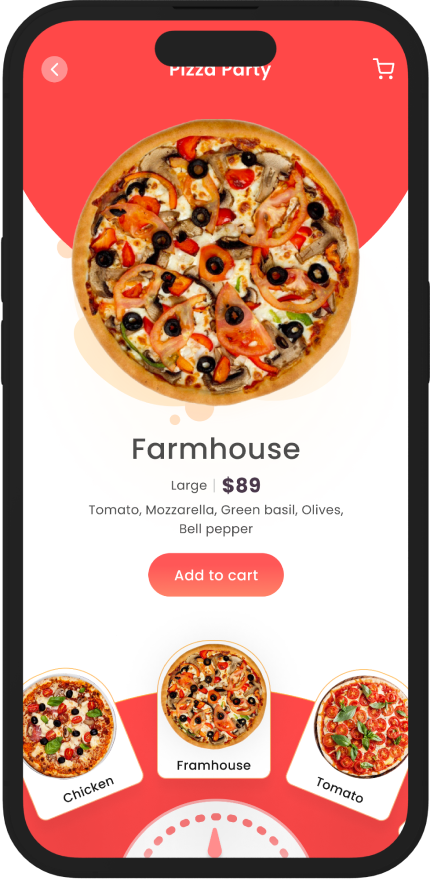 Pizza Party
Farmhouse
Large | $89
Tomato, Mozzarella, Green basil, Olives,
Bell pepper
Add to cart
Chicken
Framhouse
Tomato